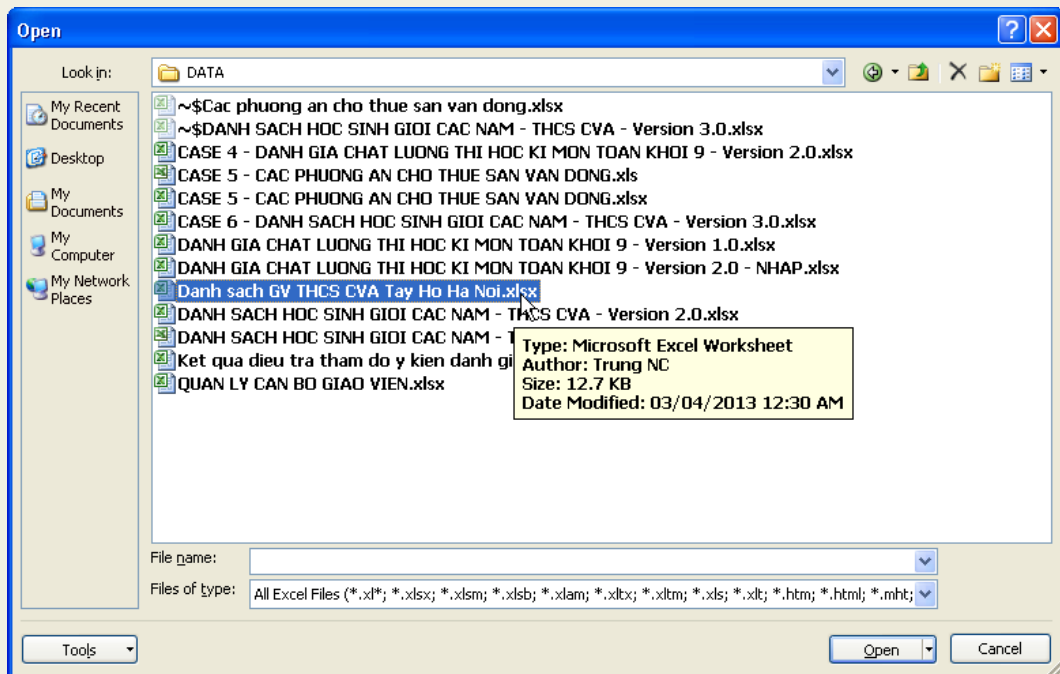 Open
Look in:
DATA
My Recent
Documents
Desktop
My
Documents
My
Computer
My Network
Places
~$Cac phuong an cho thue san van dong.xlsx
~$DANH SACH HOC SINH GIOI CAC NAM - THCS CVA - Version 3.0.xlsx
CASE 4 - DANH GIA CHAT LUONG THI HOC KI MON TOAN KHOI 9 - Version 2.0.xlsx
CASE 5 - CAC PHUONG AN CHO THUE SAN VAN DONG.xls
CASE 5 - CAC PHUONG AN CHO THUE SAN VAN DONG.xlsx
CASE 6 - DANH SACH HOC SINH GIOI CAC NAM - THCS CVA - Version 3.0.xlsx
DANH GIA CHAT LUONG THI HOC KI MON TOAN KHOI 9 - Version 1.0.xlsx
DANH GIA CHAT LUONG THI HOC KI MON TOAN KHOI 9 - Version 2.0 - NHAP.xlsx
Danh sach GV THCS CVA Tay Ho Ha Noi.xlsx
DANH SACH HOC SINH GIOI CAC NAM - THCS CVA - Version 2.0.xlsx
DANH SACH HOC SINH GIOI CAC NAM - T
Ket qua dieu tra tham do y kien danh gi
QUAN LY CAN BO GIAO VIEN.xlsx
Type: Microsoft Excel Worksheet
Author: Trung NC
Size: 12.7 KB
Date Modified: 03/04/2013 12:30 AM
File name:
Files of type:
All Excel Files (*.xl*; *.xlsx; *.xlsm; *.xlsb; *.xlam; *.xltx; *.xltm; *.xls; *.xlt; *.htm; *.html; *.mht;
Tools
Open
Cancel